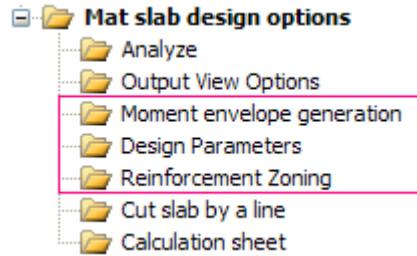 Mat slab design options
Analyze
Output View Options
Moment envelope generation
Design Parameters
Reinforcement Zoning
Cut slab by a line
Calculation sheet